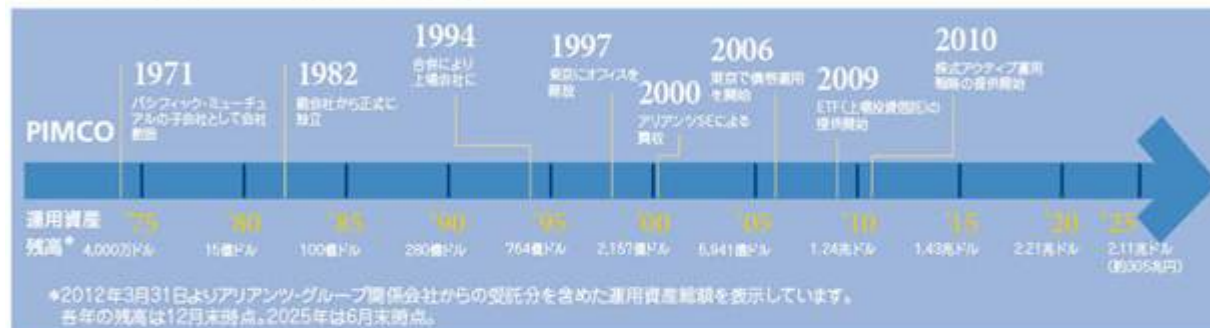 1971
パシフィック・ミューチュ
アルの子会社として会社
創設
1982
親会社から正式に
独立
1994
合併により
上場会社に
1997
東京にオフィスを
開設
2000
アリアンツSEによる
買収
2006
東京で債券運用
を開始
2009
ETF(上場投資信託)の
提供開始
2010
株式アクティブ運用
戦略の提供開始
PIMCO
運用資産
残高*
'75 '80 '85 '90 '95 '00 '05 '10 '15 '20 '25
4,000万ドル 15億ドル 100億ドル 280億ドル 764億ドル 2,157億ドル 5,941億ドル 1.24兆ドル 1.43兆ドル 2.21兆ドル 2.11兆ドル
(約305兆円)
*2012年3月31日よりアリアンツ・グループ関係会社からの受託分を含めた運用資産総額を表示しています。
各年の残高は12月末時点。2025年は6月末時点。